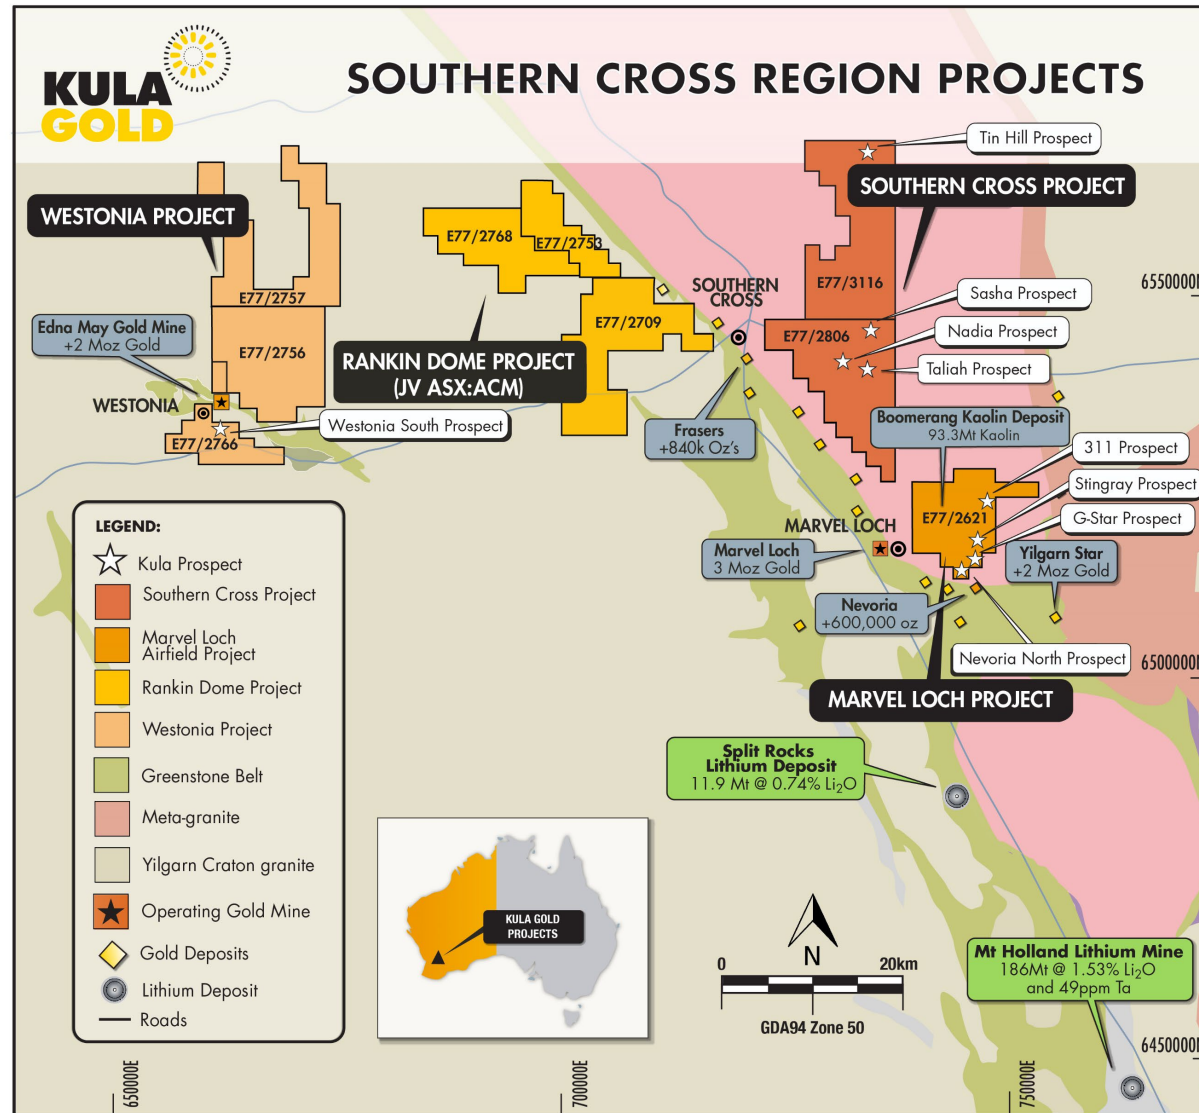 KULA
GOLD
SOUTHERN CROSS REGION PROJECTS
Tin Hill Prospect
SOUTHERN CROSS PROJECT
WESTONIA PROJECT
E77/2768
E77/2753
E77/3116
6550000N
E77/2757
SOUTHERN
CROSS
Sasha Prospect
Edna May Gold Mine
+2 Moz Gold
E77/2709
E77/2806
Nadia Prospect
E77/2756
RANKIN DOME PROJECT
(JV ASX:ACM)
Taliah Prospect
WESTONIA
Westonia South Prospect
E77/2766
Frasers
+840k Oz's
Boomerang Kaolin Deposit
93.3Mt Kaolin
311 Prospect
Stingray Prospect
E77/2621
G-Star Prospect
MARVEL LOCH
Marvel Loch
3 Moz Gold
Yilgarn Star
+2 Moz Gold
Nevoria
+600,000 oz
Nevoria North Prospect
6500000N
MARVEL LOCH PROJECT
LEGEND:
Kula Prospect
Southern Cross Project
Marvel Loch
Airfield Project
Rankin Dome Project
Westonia Project
Greenstone Belt
Meta-granite
Yilgarn Craton granite
Operating Gold Mine
Gold Deposits
Lithium Deposit
Roads
Split Rocks
Lithium Deposit
11.9 Mt @ 0.74% Li₂O
KULA GOLD
PROJECTS
N
0 20km
GDA94 Zone 50
Mt Holland Lithium Mine
186Mt @ 1.53% Li₂O
and 49ppm Ta
6450000N
650000E
700000E
750000E